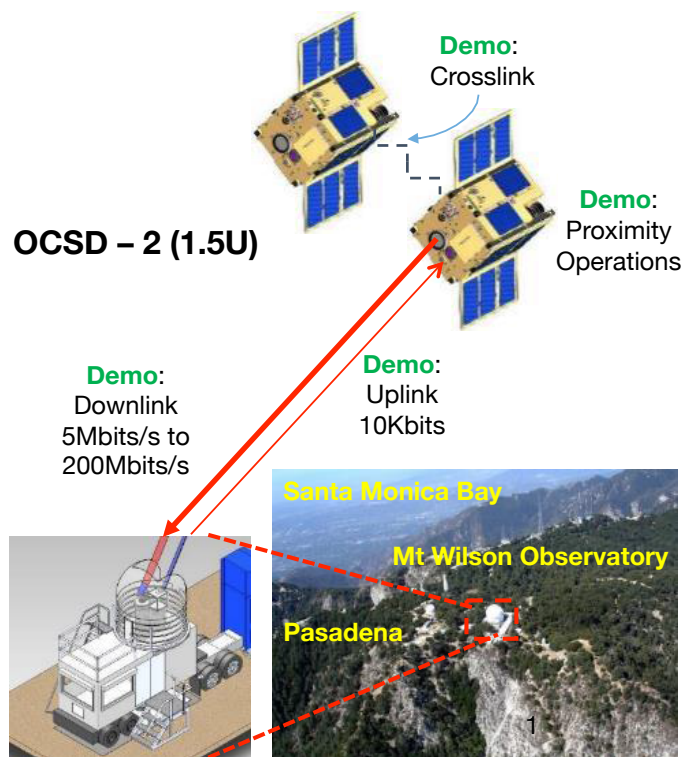 Demo:
Crosslink
Demo:
Proximity
Operations
OCSD – 2 (1.5U)
Demo:
Downlink
5Mbits/s to
200Mbits/s
Demo:
Uplink
10Kbits
Santa Monica Bay
Mt Wilson Observatory
Pasadena
1